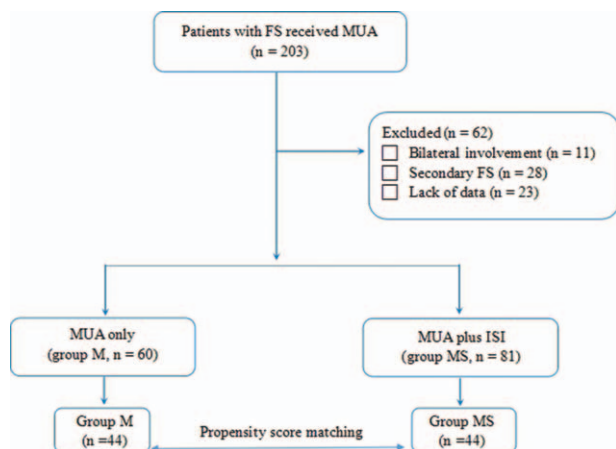 Patients with FS received MUA
(n = 203)
Excluded (n = 62)
Bilateral involvement (n = 11)
Secondary FS (n = 28)
Lack of data (n = 23)
MUA only
(group M, n = 60)
MUA plus ISI
(group MS, n = 81)
Group M
(n =44)
Propensity score matching
Group MS
(n =44)